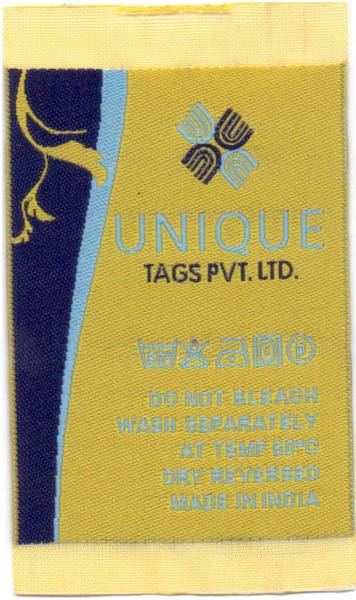 UNIQUE
TAGS PVT. LTD.
DO NOT BLEACH
WASH SEPARATELY
AT TEMP 60°C
DRY REVERSED
MADE IN INDIA